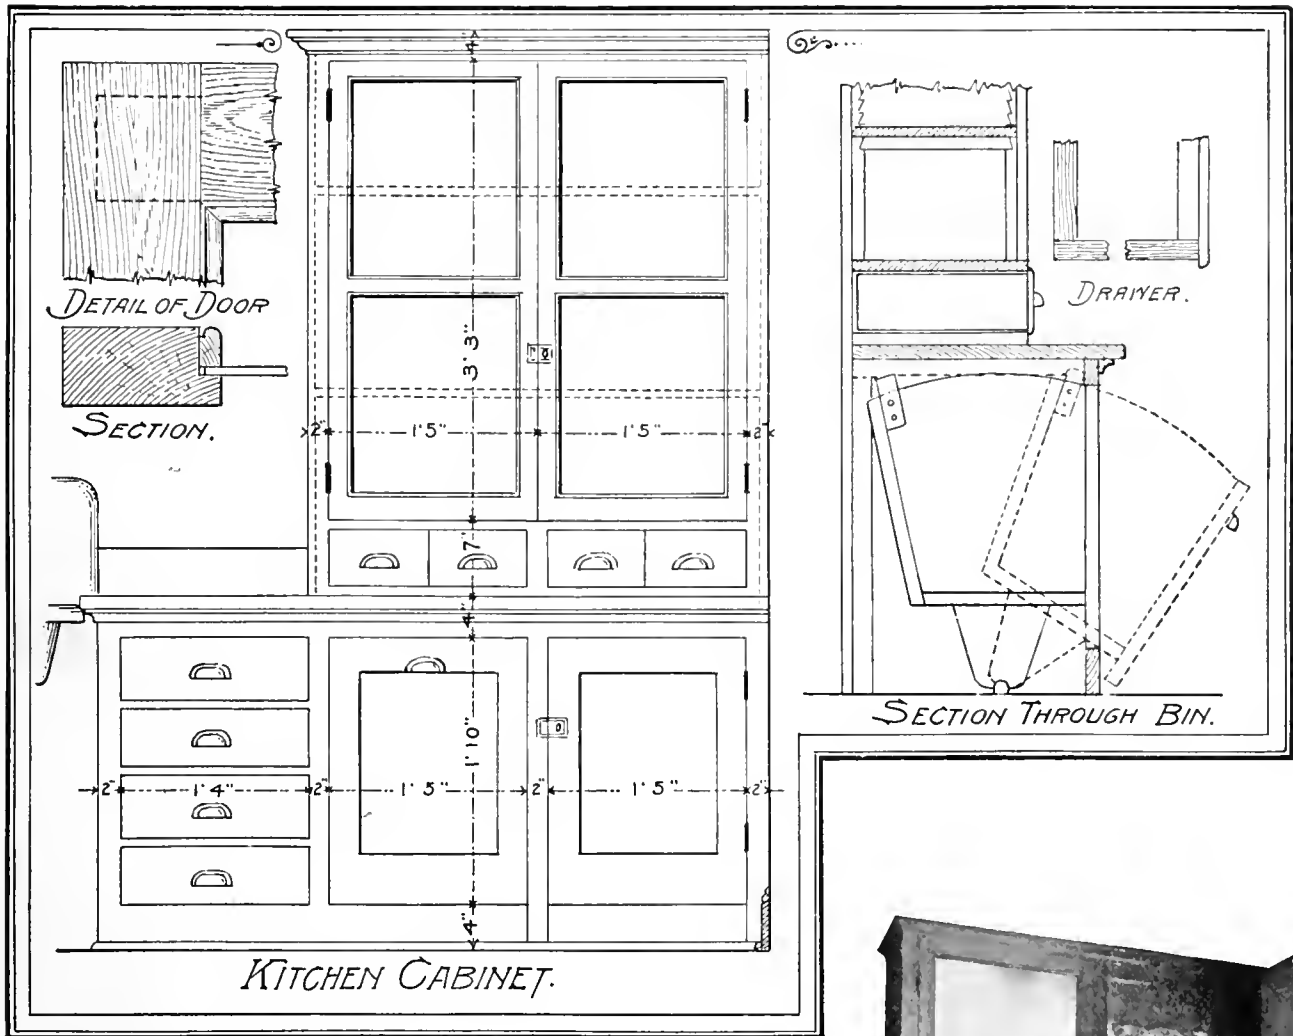 DETAIL OF DOOR
SECTION.
4"
3' 3"
2" 1' 5" 1' 5" 2"
7"
4"
1' 10"
2" 1' 4" 2" 1' 5" 2" 1' 5" 2"
4"
KITCHEN CABINET.
DRAWER.
SECTION THROUGH BIN.